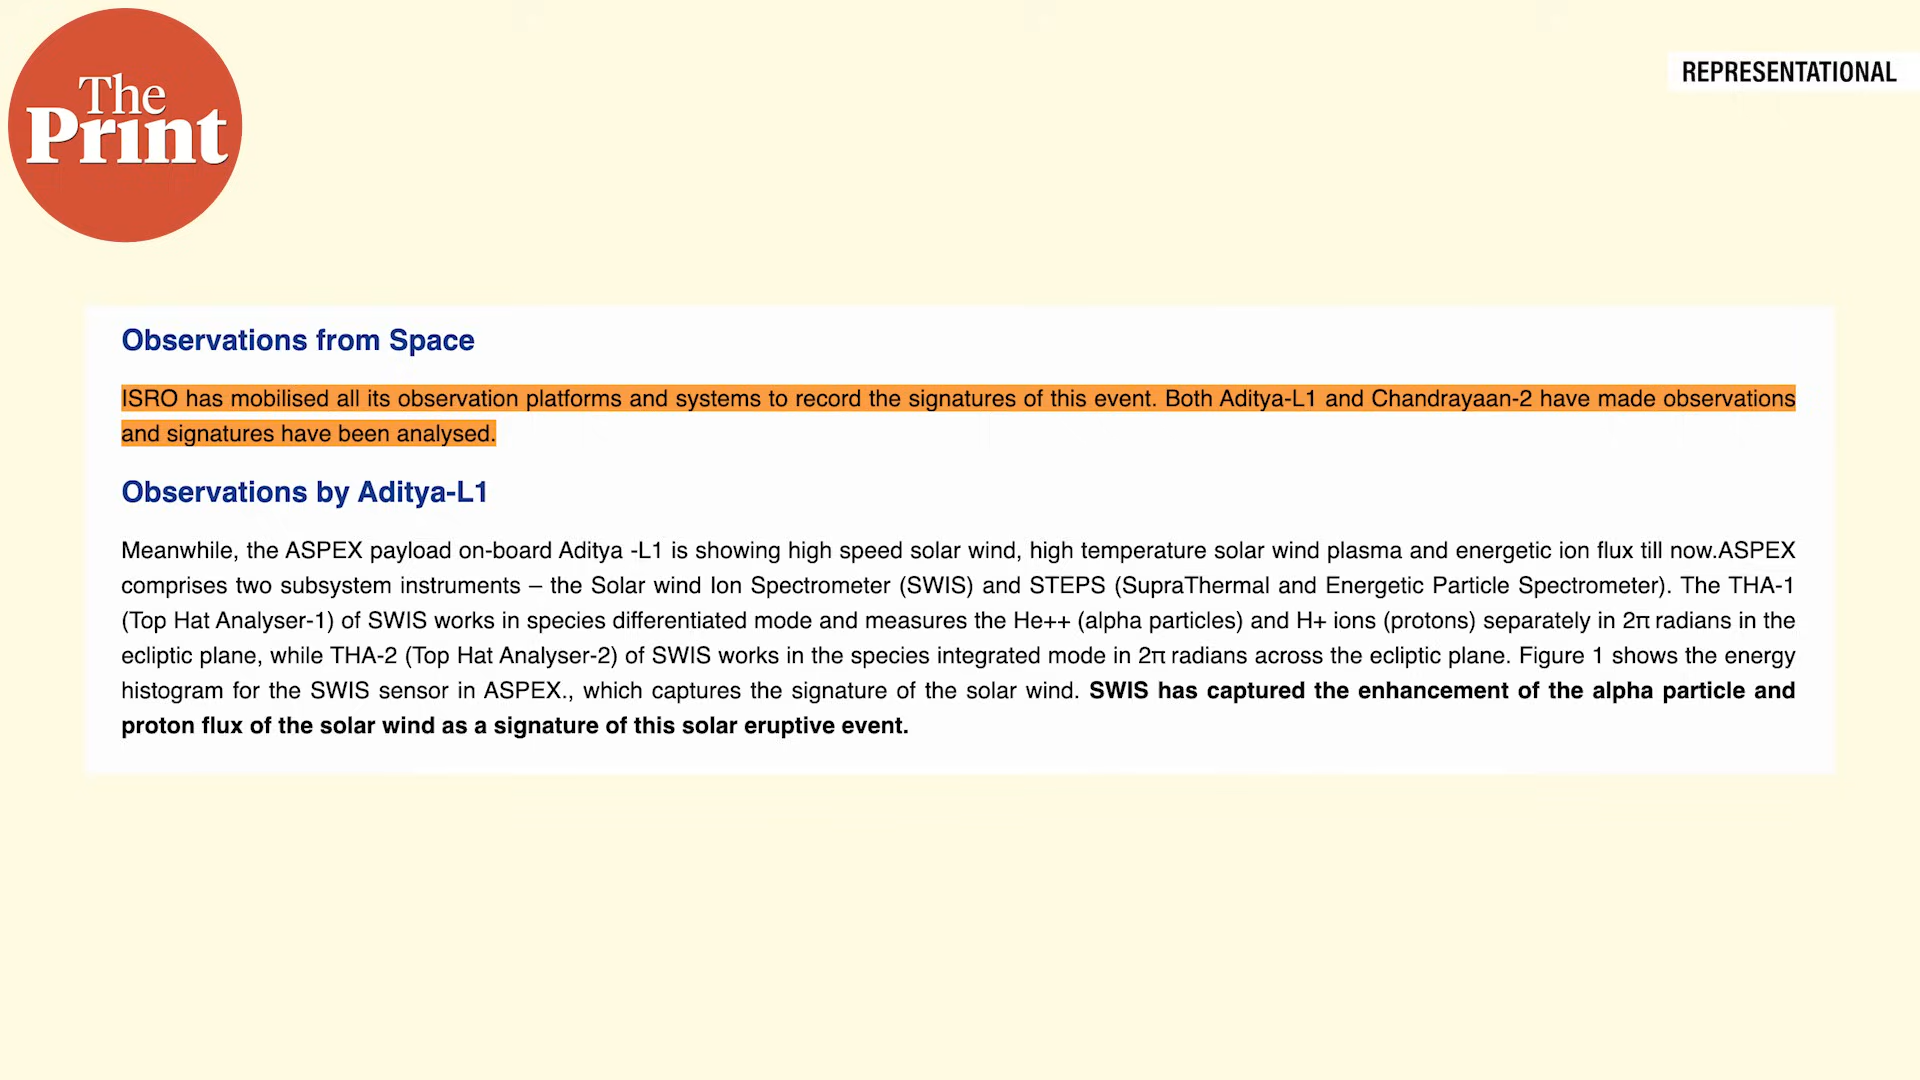 The
Print
REPRESENTATIONAL
Observations from Space
ISRO has mobilised all its observation platforms and systems to record the signatures of this event. Both Aditya-L1 and Chandrayaan-2 have made observations
and signatures have been analysed.
Observations by Aditya-L1
Meanwhile, the ASPEX payload on-board Aditya -L1 is showing high speed solar wind, high temperature solar wind plasma and energetic ion flux till now.ASPEX
comprises two subsystem instruments – the Solar wind Ion Spectrometer (SWIS) and STEPS (SupraThermal and Energetic Particle Spectrometer). The THA-1
(Top Hat Analyser-1) of SWIS works in species differentiated mode and measures the He++ (alpha particles) and H+ ions (protons) separately in 2π radians in the
ecliptic plane, while THA-2 (Top Hat Analyser-2) of SWIS works in the species integrated mode in 2π radians across the ecliptic plane. Figure 1 shows the energy
histogram for the SWIS sensor in ASPEX., which captures the signature of the solar wind. SWIS has captured the enhancement of the alpha particle and
proton flux of the solar wind as a signature of this solar eruptive event.